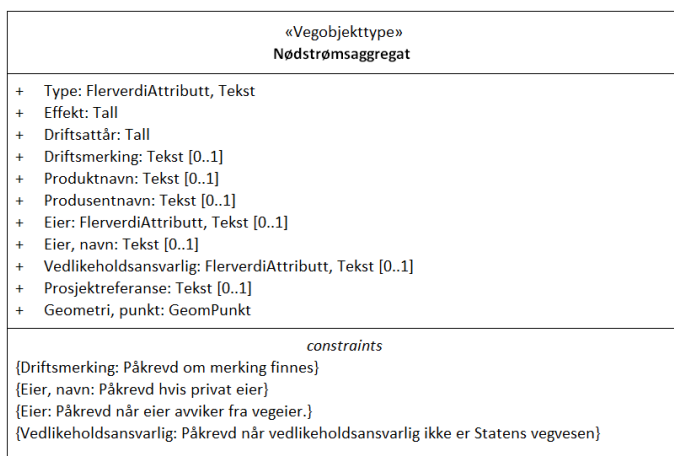 «Vegobjekttype»
Nødstrømsaggregat
+ Type: FlerverdiAttributt, Tekst
+ Effekt: Tall
+ Driftsattår: Tall
+ Driftsmerking: Tekst [0..1]
+ Produktnavn: Tekst [0..1]
+ Produsentnavn: Tekst [0..1]
+ Eier: FlerverdiAttributt, Tekst [0..1]
+ Eier, navn: Tekst [0..1]
+ Vedlikeholdsansvarlig: FlerverdiAttributt, Tekst [0..1]
+ Prosjektreferanse: Tekst [0..1]
+ Geometri, punkt: GeomPunkt
constraints
{Driftsmerking: Påkrevd om merking finnes}
{Eier, navn: Påkrevd hvis privat eier}
{Eier: Påkrevd når eier avviker fra vegeier.}
{Vedlikeholdsansvarlig: Påkrevd når vedlikeholdsansvarlig ikke er Statens vegvesen}